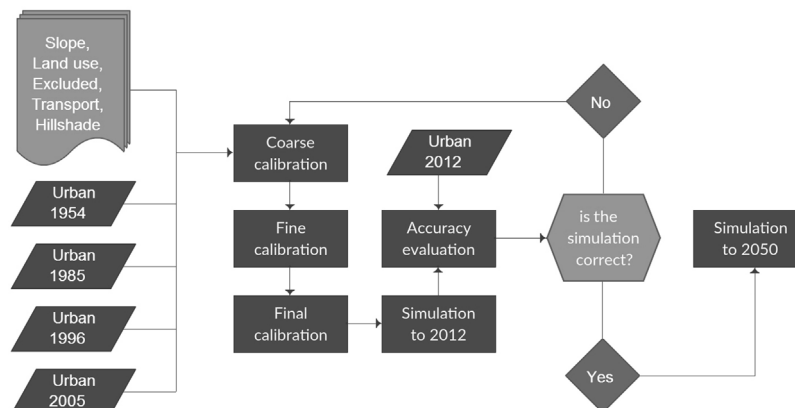 Slope,
Land use,
Excluded,
Transport,
Hillshade
Urban
1954
Urban
1985
Urban
1996
Urban
2005
Coarse
calibration
Fine
calibration
Final
calibration
Urban
2012
Accuracy
evaluation
Simulation
to 2012
No
is the
simulation
correct?
Yes
Simulation
to 2050